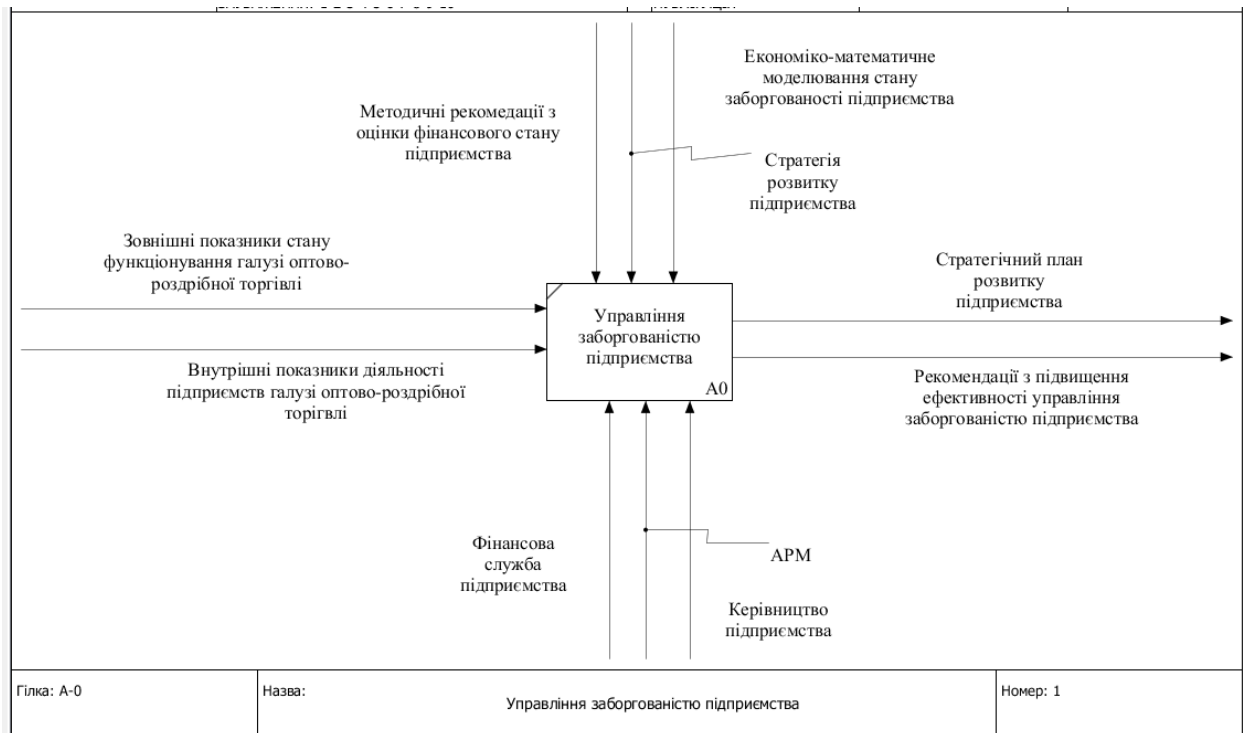 Економіко-математичне
моделювання стану
заборгованості підприємства
Методичні рекомедації з
оцінки фінансового стану
підприємства
Стратегія
розвитку
підприємства
Зовнішні показники стану
функціонування галузі оптово-
роздрібної торгівлі
Стратегічний план
розвитку
підприємства
Управління
заборгованістю
підприємства
A0
Внутрішні показники діяльності
підприємств галузі оптово-роздрібної
торігвлі
Рекомендації з підвищення
ефективності управління
заборгованістю підприємства
Фінансова
служба
підприємства
АРМ
Керівництво
підприємства
Гілка: A-0
Назва:
Управління заборгованістю підприємства
Номер: 1